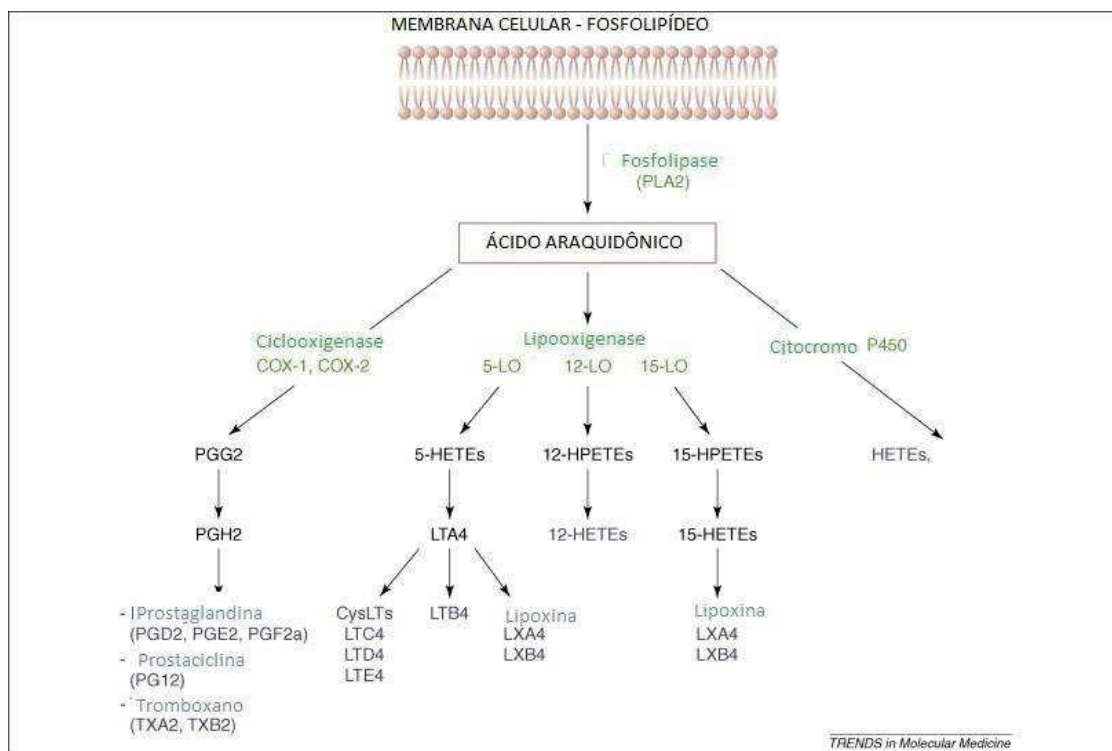 MEMBRANA CELULAR - FOSFOLIPÍDEO
Fosfolipase
(PLA2)
ÁCIDO ARAQUIDÔNICO
Ciclooxigenase
COX-1, COX-2
Lipooxigenase
5-LO 12-LO 15-LO
Citocromo P450
PGG2 5-HETEs 12-HPETEs 15-HPETEs HETEs,
PGH2 LTA4 12-HETEs 15-HETEs
- lProstaglandina
(PGD2, PGE2, PGF2a)
- Prostaciclina
(PG12)
- Tromboxano
(TXA2, TXB2)
CysLTs
LTC4
LTD4
LTE4
LTB4
Lipoxina
LXA4
LXB4
Lipoxina
LXA4
LXB4
TRENDS in Molecular Medicine